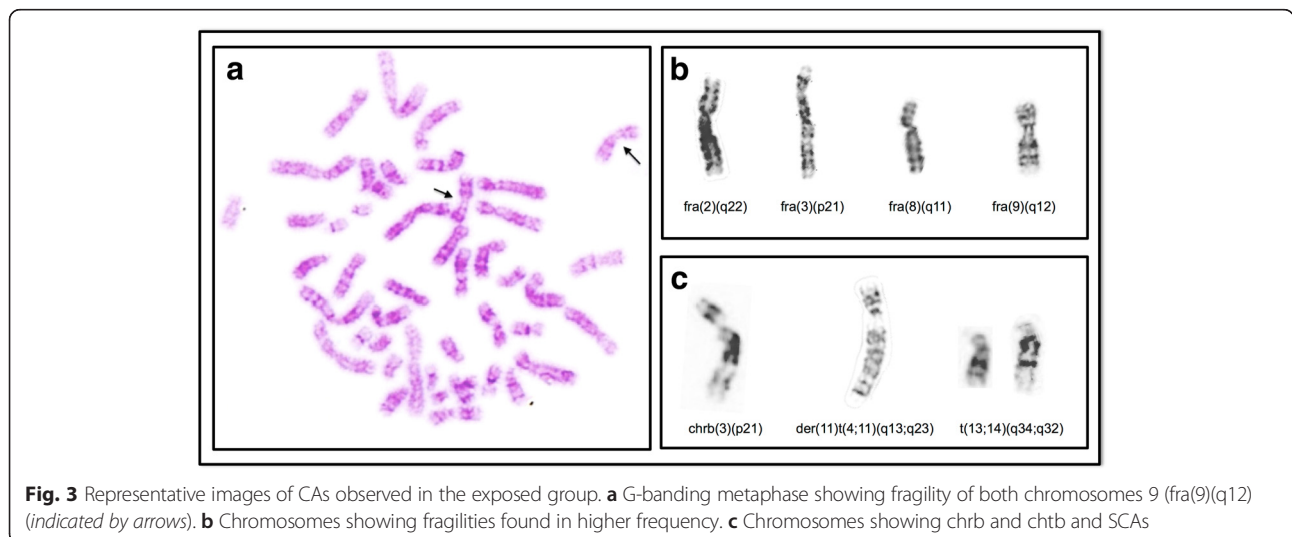 a
b
fra(2)(q22) fra(3)(p21) fra(8)(q11) fra(9)(q12)
c
chrb(3)(p21) der(11)t(4;11)(q13;q23) t(13;14)(q34;q32)
Fig. 3 Representative images of CAs observed in the exposed group. a G-banding metaphase showing fragility of both chromosomes 9 (fra(9)(q12)
(indicated by arrows). b Chromosomes showing fragilities found in higher frequency. c Chromosomes showing chrb and chtb and SCAs